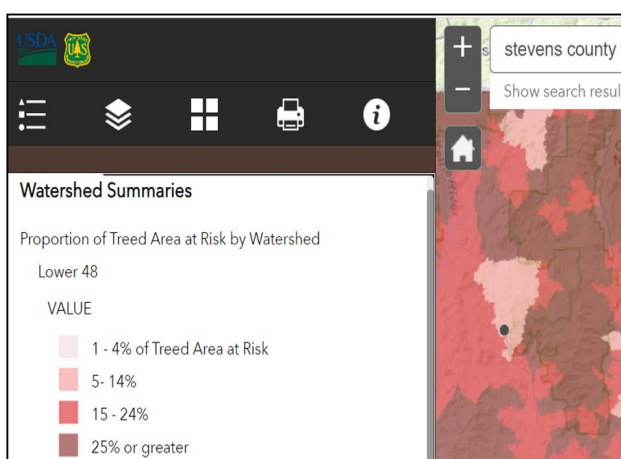 USDA
stevens county
Show search resul
Watershed Summaries
Proportion of Treed Area at Risk by Watershed
Lower 48
VALUE
1 - 4% of Treed Area at Risk
5- 14%
15 - 24%
25% or greater